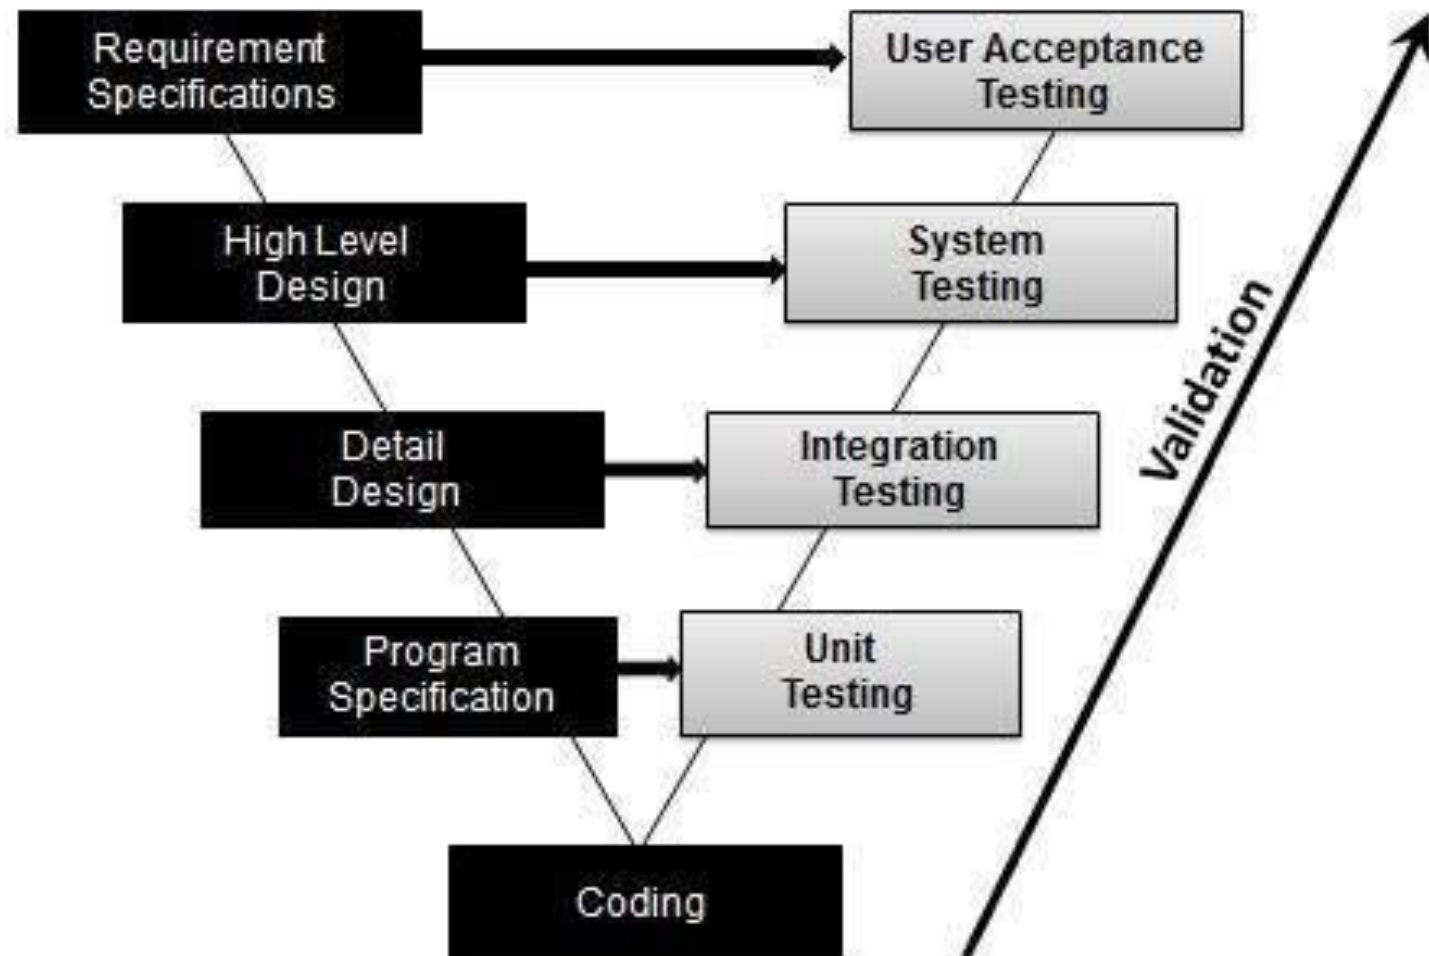 Requirement
Specifications
User Acceptance
Testing
High Level
Design
System
Testing
Detail
Design
Integration
Testing
Validation
Program
Specification
Unit
Testing
Coding